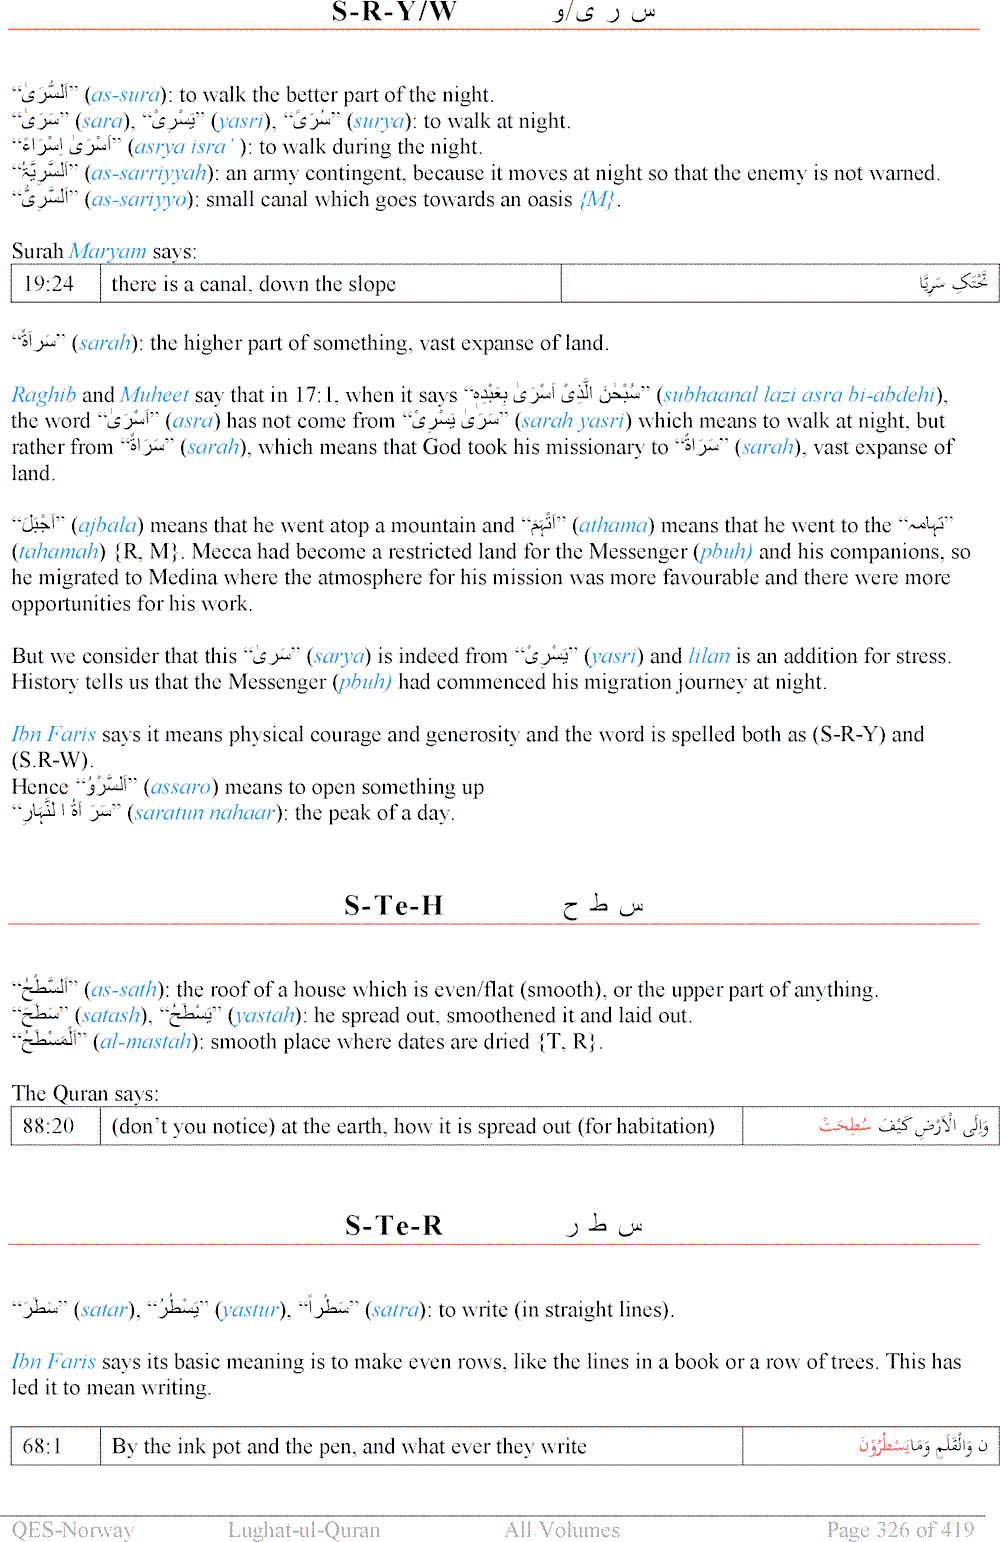 S-R-Y/W س ر ی/و
“اَلسُّرَىٰ” (as-sura): to walk the better part of the night.
“سَرَىٰ” (sara), “يَسْرِیْ” (yasri), “سُرًى” (surya): to walk at night.
“اَسْرَىٰ اِسْرَاءً” (asrya isra’ ): to walk during the night.
“اَلسَّرِيَّةُ” (as-sarriyyah): an army contingent, because it moves at night so that the enemy is not warned.
“اَلسَّرِیُّ” (as-sariyyo): small canal which goes towards an oasis {M}.
Surah Maryam says:
19:24 there is a canal, down the slope تَحْتَکِ سَرِيًّا
“سَرَاةٌ” (sarah): the higher part of something, vast expanse of land.
Raghib and Muheet say that in 17:1, when it says “سُبْحٰنَ الَّذِیْ اَسْرَىٰ بِعَبْدِهٖ” (subhaanal lazi asra bi-abdehi),
the word “اَسْرَىٰ” (asra) has not come from “سَرَىٰ يَسْرِیْ” (sarah yasri) which means to walk at night, but
rather from “سَرَاةٌ” (sarah), which means that God took his missionary to “سَرَاةٌ” (sarah), vast expanse of
land.
“اَجْبَلَ” (ajbala) means that he went atop a mountain and “اَتْہَمَ” (athama) means that he went to the “تہامہ”
(tahamah) {R, M}. Mecca had become a restricted land for the Messenger (pbuh) and his companions, so
he migrated to Medina where the atmosphere for his mission was more favourable and there were more
opportunities for his work.
But we consider that this “سَرىٰ” (sarya) is indeed from “يَسْرِیْ” (yasri) and lilan is an addition for stress.
History tells us that the Messenger (pbuh) had commenced his migration journey at night.
Ibn Faris says it means physical courage and generosity and the word is spelled both as (S-R-Y) and
(S.R-W).
Hence “اَلسَّرْوُ” (assaro) means to open something up
“سَرَ اَةُ ا لنَّہَارِ” (saratun nahaar): the peak of a day.
S-Te-H س ط ح
“اَلسَّطْحُ” (as-sath): the roof of a house which is even/flat (smooth), or the upper part of anything.
“سَطَحَ” (satash), “يَسْطَحُ” (yastah): he spread out, smoothened it and laid out.
“اَلْمَسْطَحُ” (al-mastah): smooth place where dates are dried {T, R}.
The Quran says:
88:20 (don’t you notice) at the earth, how it is spread out (for habitation) وَاِلَى الْاَرْضِ كَيْفَ سُطِحَتْ
S-Te-R س ط ر
“سَطَرَ” (satar), “يَسْطُرُ” (yastur), “سَطْراً” (satra): to write (in straight lines).
Ibn Faris says its basic meaning is to make even rows, like the lines in a book or a row of trees. This has
led it to mean writing.
68:1 By the ink pot and the pen, and what ever they write ن وَالْقَلَمِ وَمَايَسْطُرُوْنَ
QES-Norway Lughat-ul-Quran All Volumes Page 326 of 419